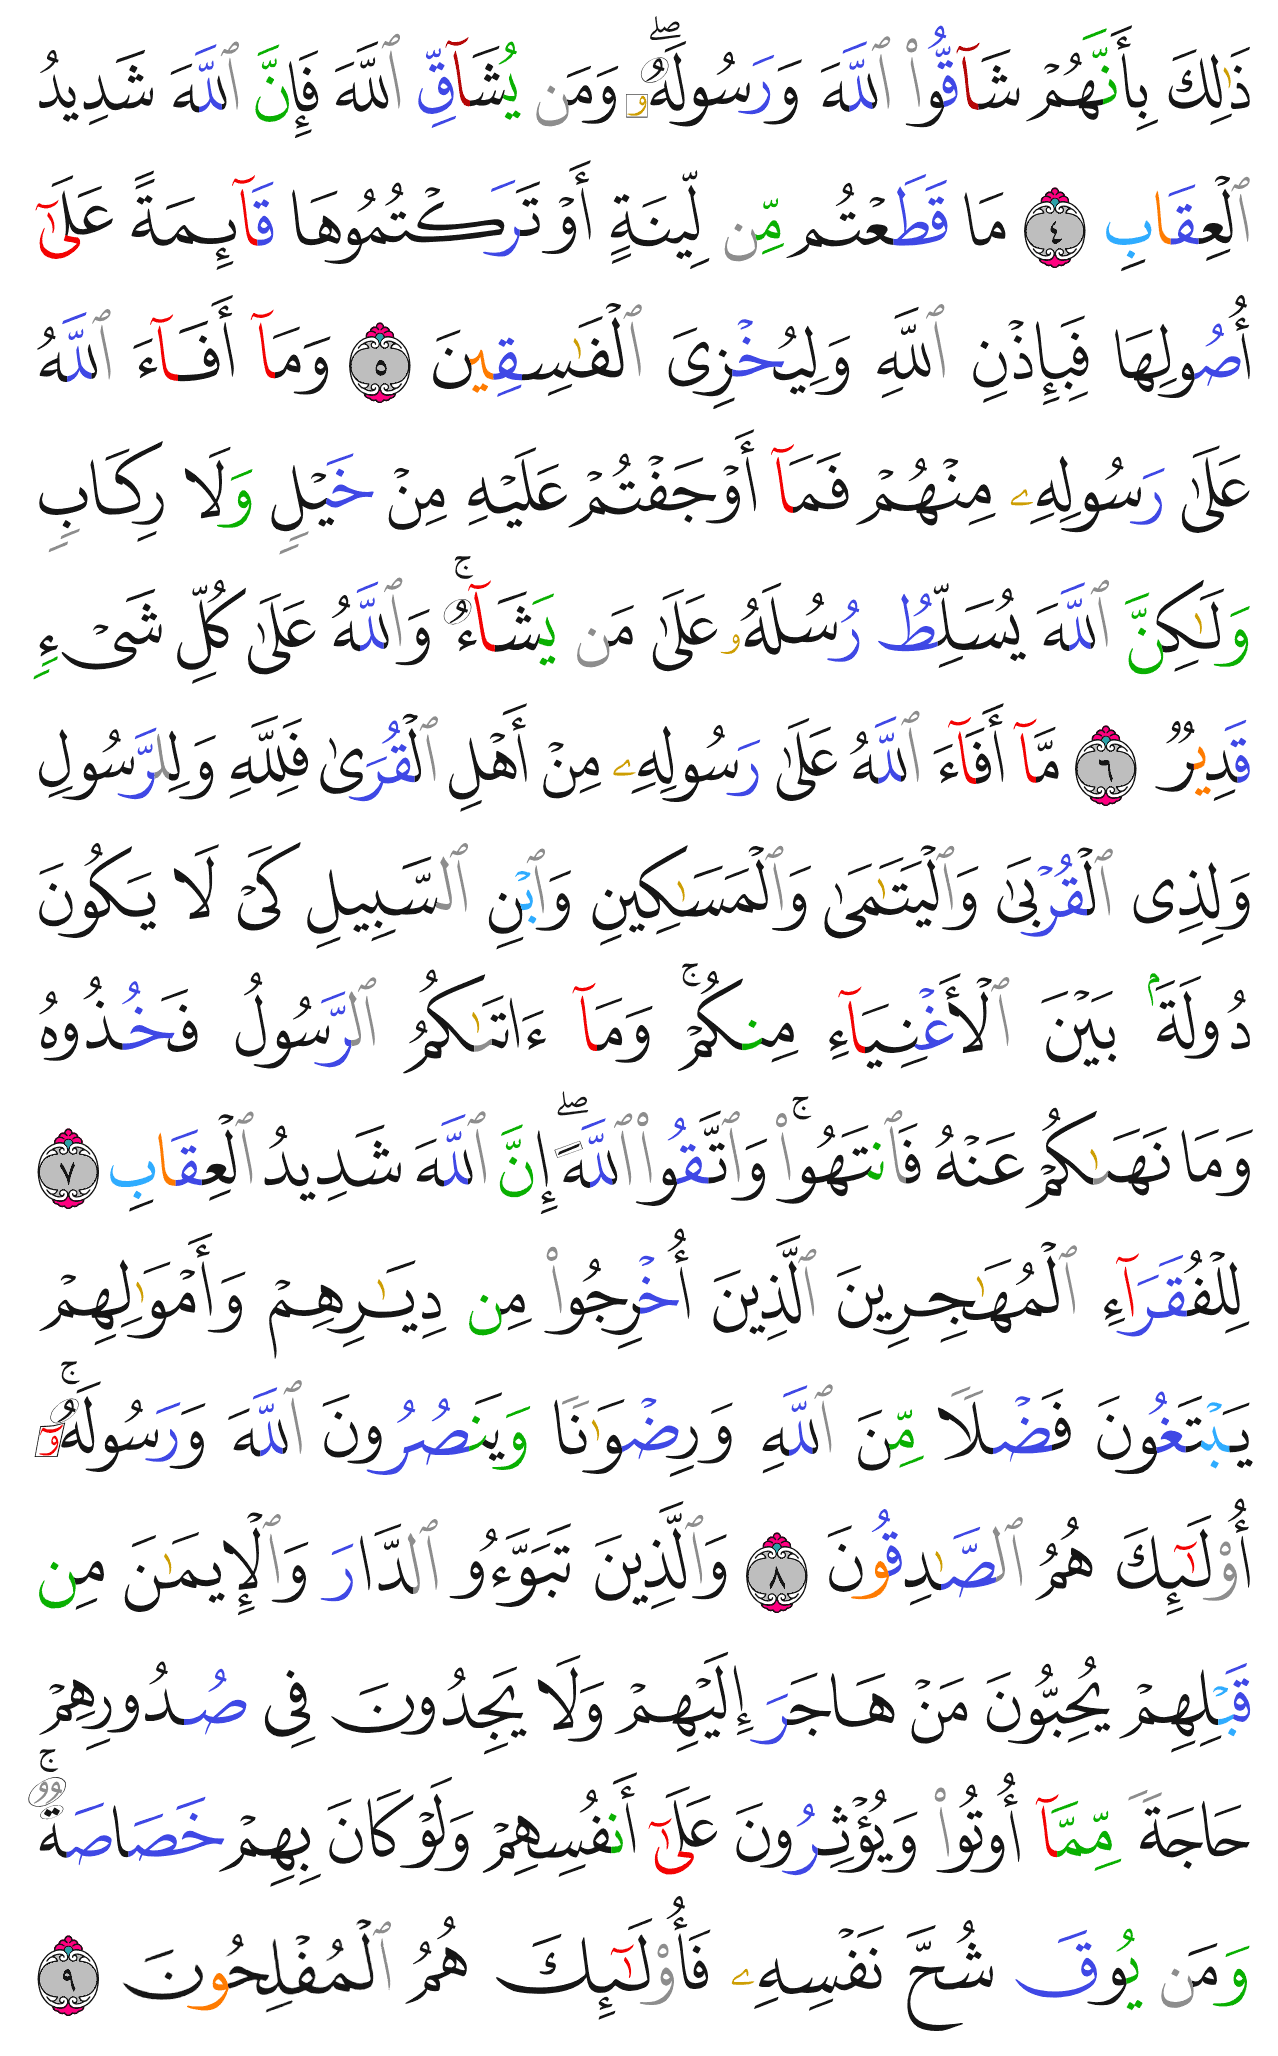 ذَٰلِكَ بِأَنَّهُمْ شَآقُّوا۟ ٱللَّهَ وَرَسُولَهُۥ ۖ وَمَن يُشَآقِّ ٱللَّهَ فَإِنَّ ٱللَّهَ شَدِيدُ
ٱلْعِقَابِ ٤ مَا قَطَعْتُم مِّن لِّينَةٍ أَوْ تَرَكْتُمُوهَا قَآئِمَةً عَلَىٰٓ
أُصُولِهَا فَبِإِذْنِ ٱللَّهِ وَلِيُخْزِىَ ٱلْفَٰسِقِينَ ٥ وَمَآ أَفَآءَ ٱللَّهُ
عَلَىٰ رَسُولِهِۦ مِنْهُمْ فَمَآ أَوْجَفْتُمْ عَلَيْهِ مِنْ خَيْلٍ وَلَا رِكَابٍ
وَلَٰكِنَّ ٱللَّهَ يُسَلِّطُ رُسُلَهُۥ عَلَىٰ مَن يَشَآءُ ۚ وَٱللَّهُ عَلَىٰ كُلِّ شَىْءٍ
قَدِيرٌ ٦ مَّآ أَفَآءَ ٱللَّهُ عَلَىٰ رَسُولِهِۦ مِنْ أَهْلِ ٱلْقُرَىٰ فَلِلَّهِ وَلِلرَّسُولِ
وَلِذِى ٱلْقُرْبَىٰ وَٱلْيَتَٰمَىٰ وَٱلْمَسَٰكِينِ وَٱبْنِ ٱلسَّبِيلِ كَىْ لَا يَكُونَ
دُولَةًۢ بَيْنَ ٱلْأَغْنِيَآءِ مِنكُمْ ۚ وَمَآ ءَاتَىٰكُمُ ٱلرَّسُولُ فَخُذُوهُ
وَمَا نَهَىٰكُمْ عَنْهُ فَٱنتَهُوا۟ ۚ وَٱتَّقُوا۟ ٱللَّهَ ۖ إِنَّ ٱللَّهَ شَدِيدُ ٱلْعِقَابِ ٧
لِلْفُقَرَآءِ ٱلْمُهَٰجِرِينَ ٱلَّذِينَ أُخْرِجُوا۟ مِن دِيَٰرِهِمْ وَأَمْوَٰلِهِمْ
يَبْتَغُونَ فَضْلًا مِّنَ ٱللَّهِ وَرِضْوَٰنًا وَيَنصُرُونَ ٱللَّهَ وَرَسُولَهُۥٓ ۚ
أُو۟لَٰٓئِكَ هُمُ ٱلصَّٰدِقُونَ ٨ وَٱلَّذِينَ تَبَوَّءُو ٱلدَّارَ وَٱلْإِيمَٰنَ مِن
قَبْلِهِمْ يُحِبُّونَ مَنْ هَاجَرَ إِلَيْهِمْ وَلَا يَجِدُونَ فِى صُدُورِهِمْ
حَاجَةً مِّمَّآ أُوتُوا۟ وَيُؤْثِرُونَ عَلَىٰٓ أَنفُسِهِمْ وَلَوْ كَانَ بِهِمْ خَصَاصَةٌ ۚ
وَمَن يُوقَ شُحَّ نَفْسِهِۦ فَأُو۟لَٰٓئِكَ هُمُ ٱلْمُفْلِحُونَ ٩